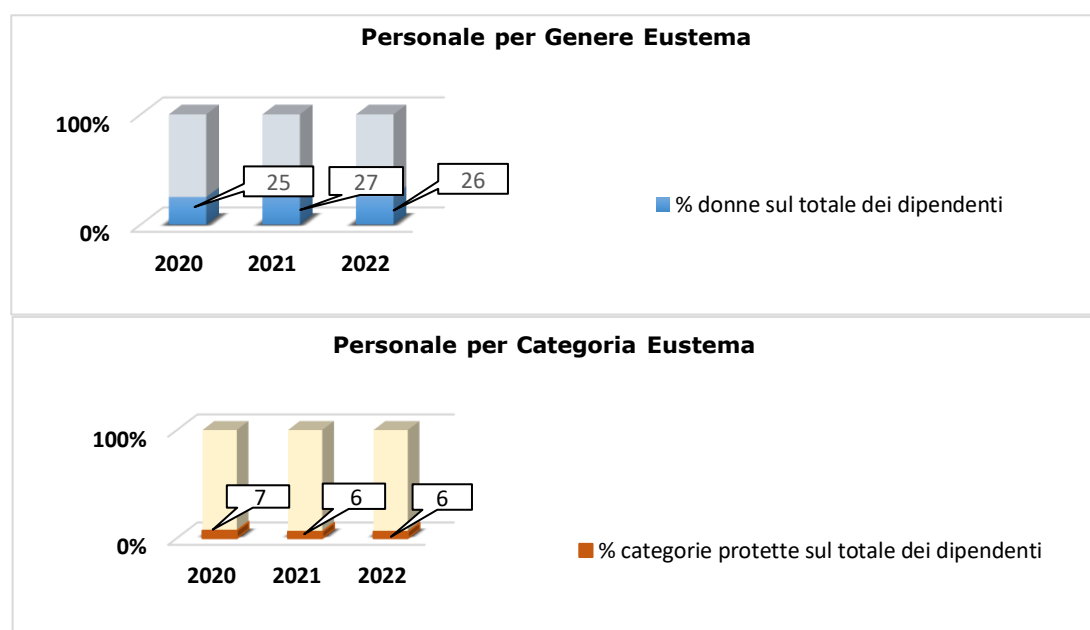 Personale per Genere Eustema
100%
25
27
26
% donne sul totale dei dipendenti
0%
2020 2021 2022
Personale per Categoria Eustema
100%
7
6
6
0%
% categorie protette sul totale dei dipendenti
2020 2021 2022